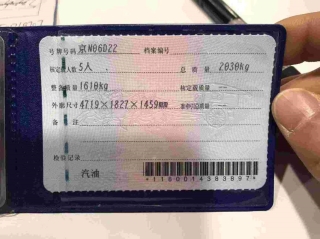 号牌号码 京N06D22 档案编号
核定载人数 5人 总质量 2030kg
整备质量 1610kg 核定载质量 --
外廓尺寸 4719×1827×1459mm 准牵引总质量 --
备注
检验记录
汽油
*1150014383897*